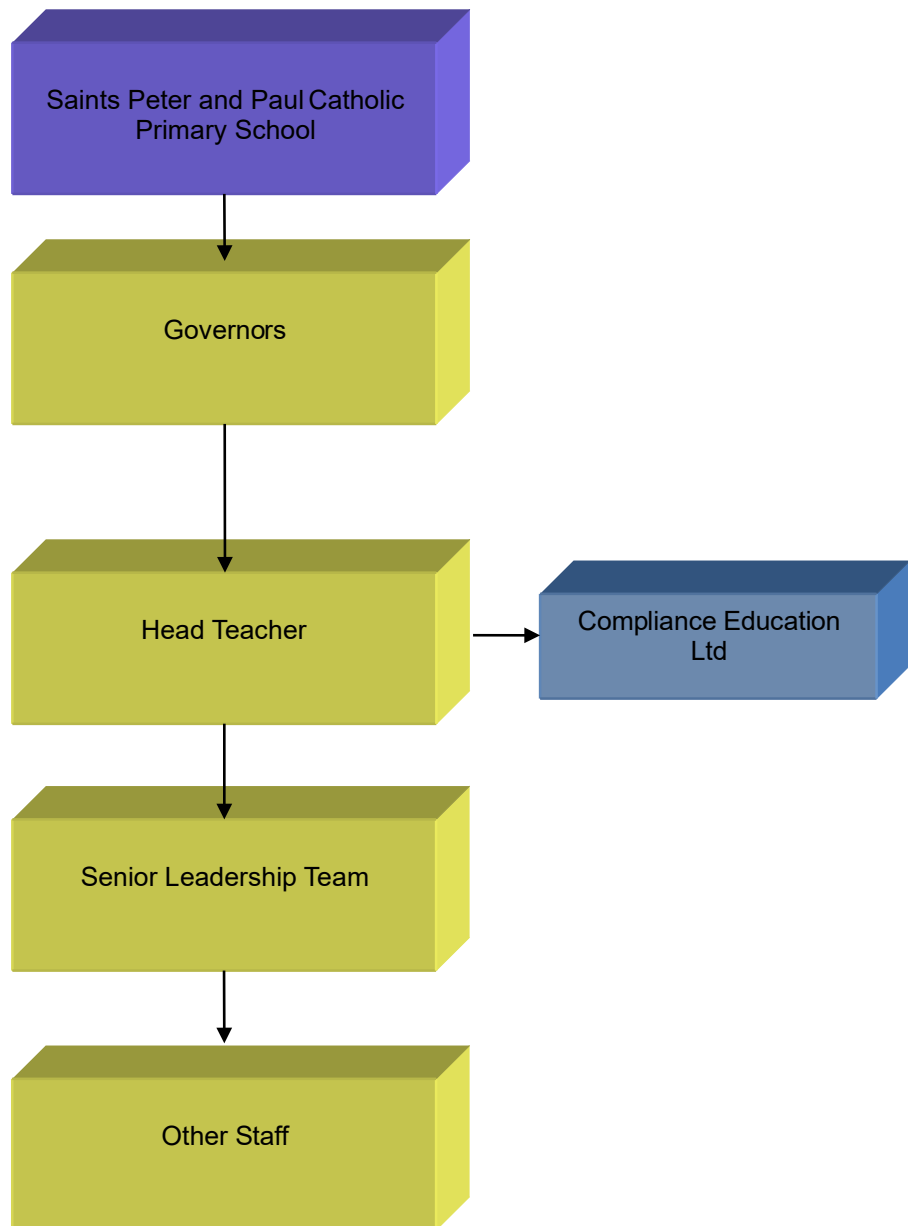 Saints Peter and Paul Catholic
Primary School
Governors
Head Teacher
Compliance Education
Ltd
Senior Leadership Team
Other Staff